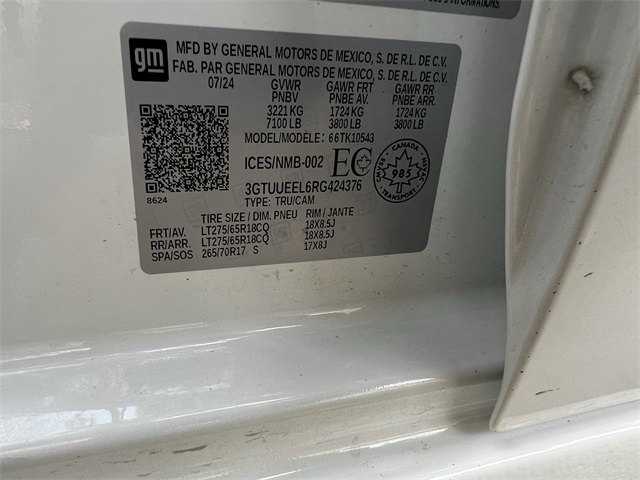 gm
MFD BY GENERAL MOTORS DE MEXICO, S. DE R.L. DE C.V.
FAB. PAR GENERAL MOTORS DE MEXICO, S. DE R.L. DE C.V.
07/24 GVWR GAWR FRT GAWR RR
PNBV PNBE AV. PNBE ARR.
3221 KG 1724 KG 1724 KG
7100 LB 3800 LB 3800 LB
MODEL/MODÈLE: 66TK10543
ICES/NMB-002 EC
CANADA
985
3GTUUEEL6RG424376
8624 TYPE: TRU/CAM
TIRE SIZE / DIM. PNEU RIM / JANTE
FRT/AV. LT275/65R18CQ 18X8.5J
RR/ARR. LT275/65R18CQ 18X8.5J
SPA/SOS 265/70R17 S 17X8J